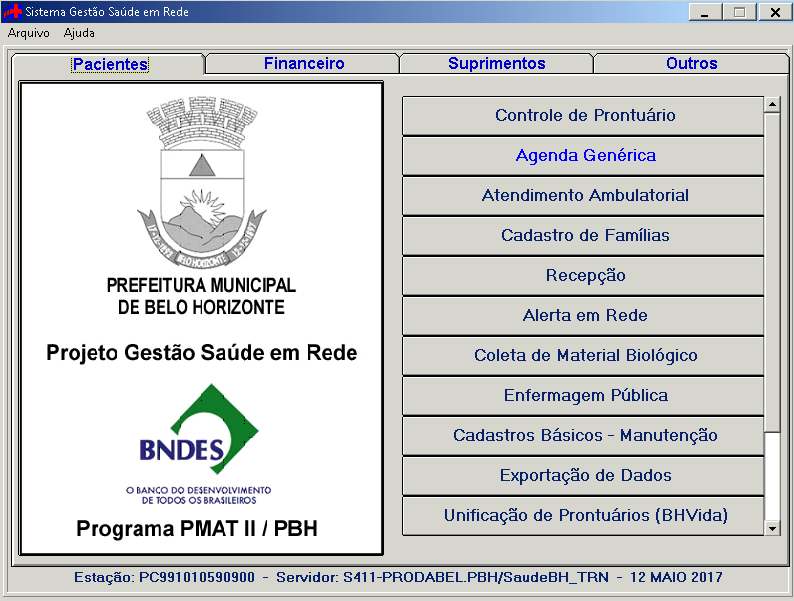 Sistema Gestão Saúde em Rede
Arquivo Ajuda
Pacientes Financeiro Suprimentos Outros
PREFEITURA MUNICIPAL
DE BELO HORIZONTE
Projeto Gestão Saúde em Rede
BNDES
O BANCO DO DESENVOLVIMENTO
DE TODOS OS BRASILEIROS
Programa PMAT II / PBH
Controle de Prontuário
Agenda Genérica
Atendimento Ambulatorial
Cadastro de Famílias
Recepção
Alerta em Rede
Coleta de Material Biológico
Enfermagem Pública
Cadastros Básicos - Manutenção
Exportação de Dados
Unificação de Prontuários (BHVida)
Estação: PC991010590900 - Servidor: S411-PRODABEL.PBH/SaudeBH_TRN - 12 MAIO 2017